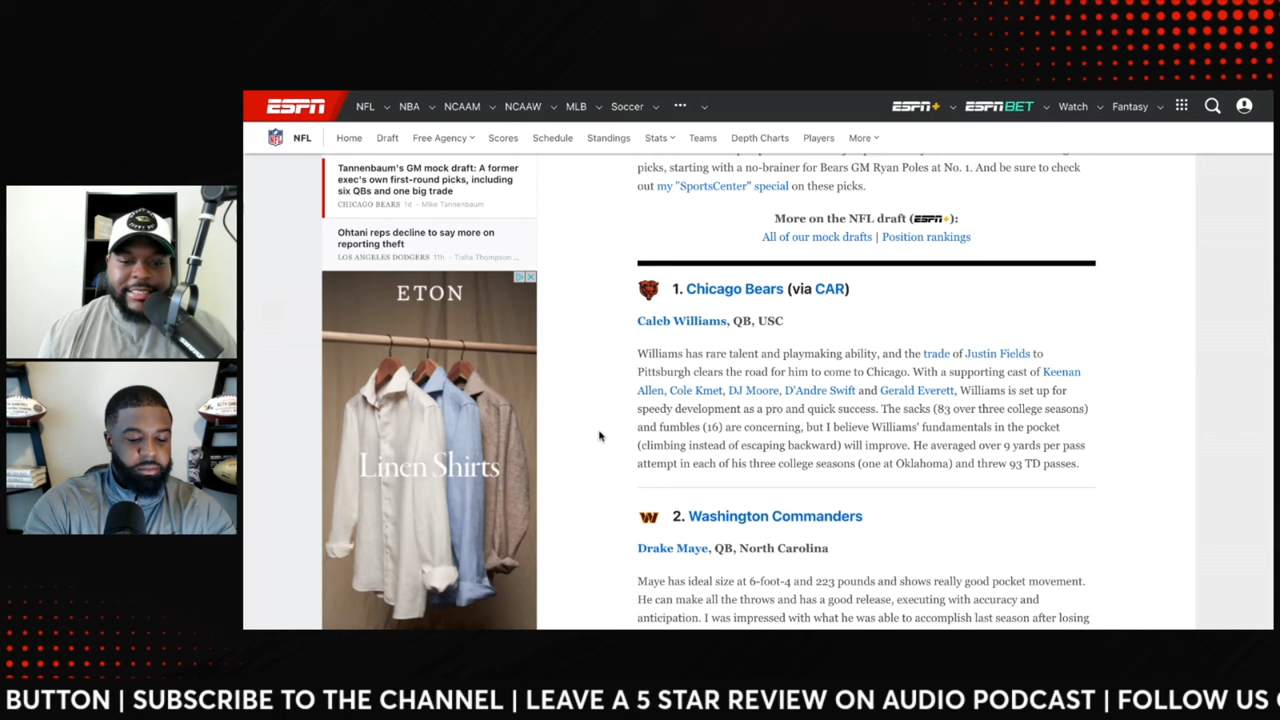 ESPN NFL NBA NCAAM NCAAW MLB Soccer ••• ESPN+ ESPN BET Watch Fantasy
NFL Home Draft Free Agency Scores Schedule Standings Stats Teams Depth Charts Players More
Tannenbaum's GM mock draft: A former
exec's own first-round picks, including
six QBs and one big trade
CHICAGO BEARS 1d - Mike Tannenbaum
Ohtani reps decline to say more on
reporting theft
LOS ANGELES DODGERS 11h - Tisha Thompson ...
ETON
Linen Shirts
picks, starting with a no-brainer for Bears GM Ryan Poles at No. 1. And be sure to check
out my "SportsCenter" special on these picks.
More on the NFL draft (ESPN+):
All of our mock drafts | Position rankings
1. Chicago Bears (via CAR)
Caleb Williams, QB, USC
Williams has rare talent and playmaking ability, and the trade of Justin Fields to
Pittsburgh clears the road for him to come to Chicago. With a supporting cast of Keenan
Allen, Cole Kmet, DJ Moore, D'Andre Swift and Gerald Everett, Williams is set up for
speedy development as a pro and quick success. The sacks (83 over three college seasons)
and fumbles (16) are concerning, but I believe Williams' fundamentals in the pocket
(climbing instead of escaping backward) will improve. He averaged over 9 yards per pass
attempt in each of his three college seasons (one at Oklahoma) and threw 93 TD passes.
2. Washington Commanders
Drake Maye, QB, North Carolina
Maye has ideal size at 6-foot-4 and 223 pounds and shows really good pocket movement.
He can make all the throws and has a good release, executing with accuracy and
anticipation. I was impressed with what he was able to accomplish last season after losing
BUTTON | SUBSCRIBE TO THE CHANNEL | LEAVE A 5 STAR REVIEW ON AUDIO PODCAST | FOLLOW US